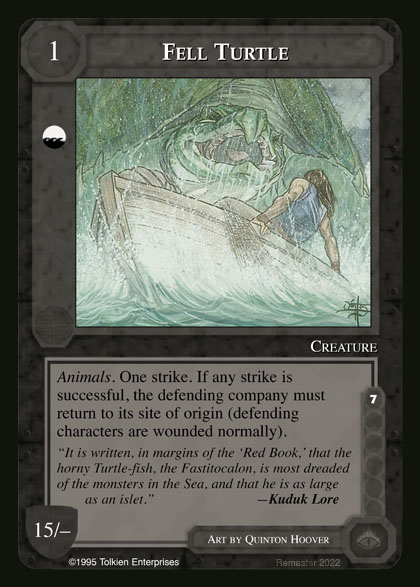 1
FELL TURTLE
CREATURE
Animals. One strike. If any strike is
successful, the defending company must
return to its site of origin (defending
characters are wounded normally).
7
“It is written, in margins of the ‘Red Book,’ that the
horny Turtle-fish, the Fastitocalon, is most dreaded
of the monsters in the Sea, and that he is as large
as an islet.” —Kuduk Lore
15/–
ART BY QUINTON HOOVER
©1995 Tolkien Enterprises
Remaster 2022